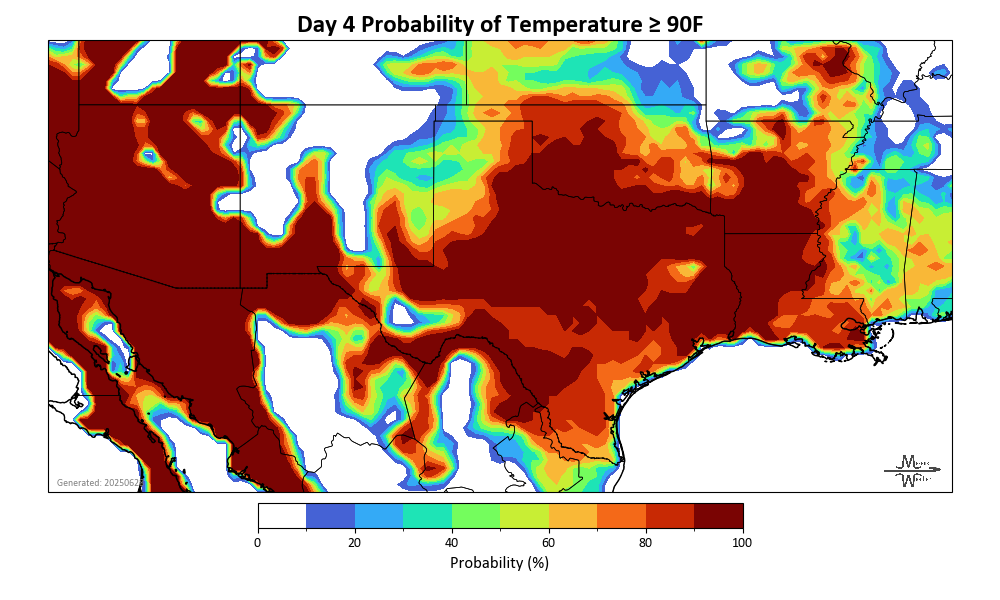 Day 4 Probability of Temperature ≥ 90F
Generated: 2025062
0 20 40 60 80 100
Probability (%)